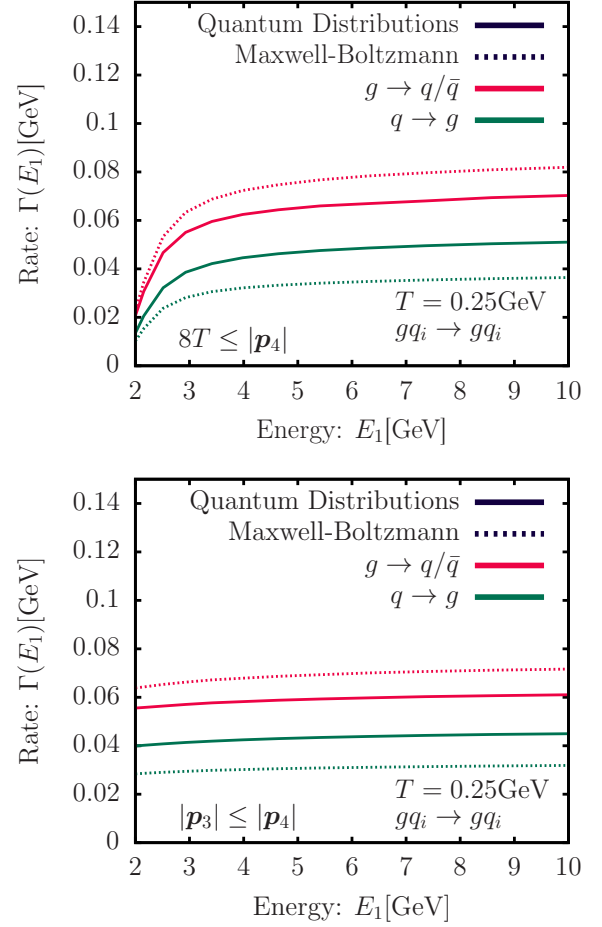 0.14
0.12
0.1
0.08
0.06
0.04
0.02
0
Rate: Γ(E₁)[GeV]
Quantum Distributions
Maxwell-Boltzmann
g → q/q̄
q → g
T = 0.25GeV
gqᵢ → gqᵢ
8T ≤ |𝒑₄|
2 3 4 5 6 7 8 9 10
Energy: E₁[GeV]
0.14
0.12
0.1
0.08
0.06
0.04
0.02
0
Rate: Γ(E₁)[GeV]
Quantum Distributions
Maxwell-Boltzmann
g → q/q̄
q → g
T = 0.25GeV
gqᵢ → gqᵢ
|𝒑₃| ≤ |𝒑₄|
2 3 4 5 6 7 8 9 10
Energy: E₁[GeV]